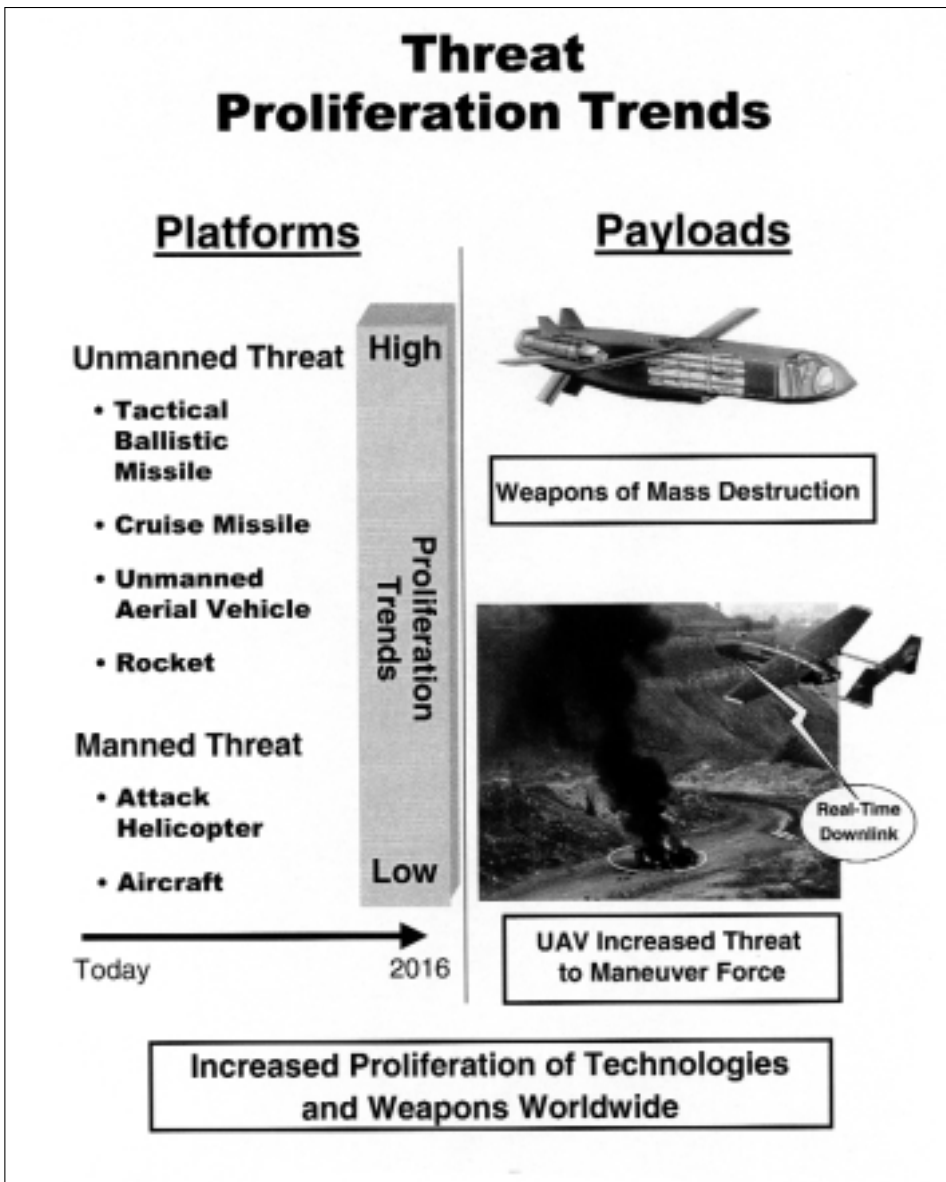 Threat
Proliferation Trends
Platforms
Unmanned Threat
• Tactical
Ballistic
Missile
• Cruise Missile
• Unmanned
Aerial Vehicle
• Rocket
Manned Threat
• Attack
Helicopter
• Aircraft
High
Proliferation
Trends
Low
Today
2016
Payloads
Weapons of Mass Destruction
Real-Time
Downlink
UAV Increased Threat
to Maneuver Force
Increased Proliferation of Technologies
and Weapons Worldwide